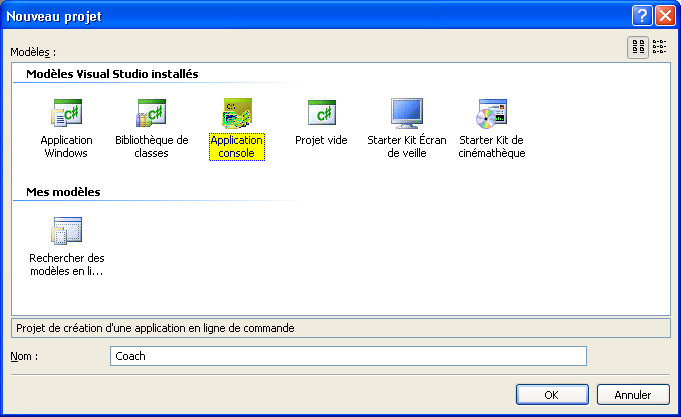 Nouveau projet
Modèles :
Modèles Visual Studio installés
Application Windows
Bibliothèque de classes
Application console
Projet vide
Starter Kit Écran de veille
Starter Kit de cinémathèque
Mes modèles
Rechercher des modèles en li...
Projet de création d'une application en ligne de commande
Nom :
Coach
OK
Annuler